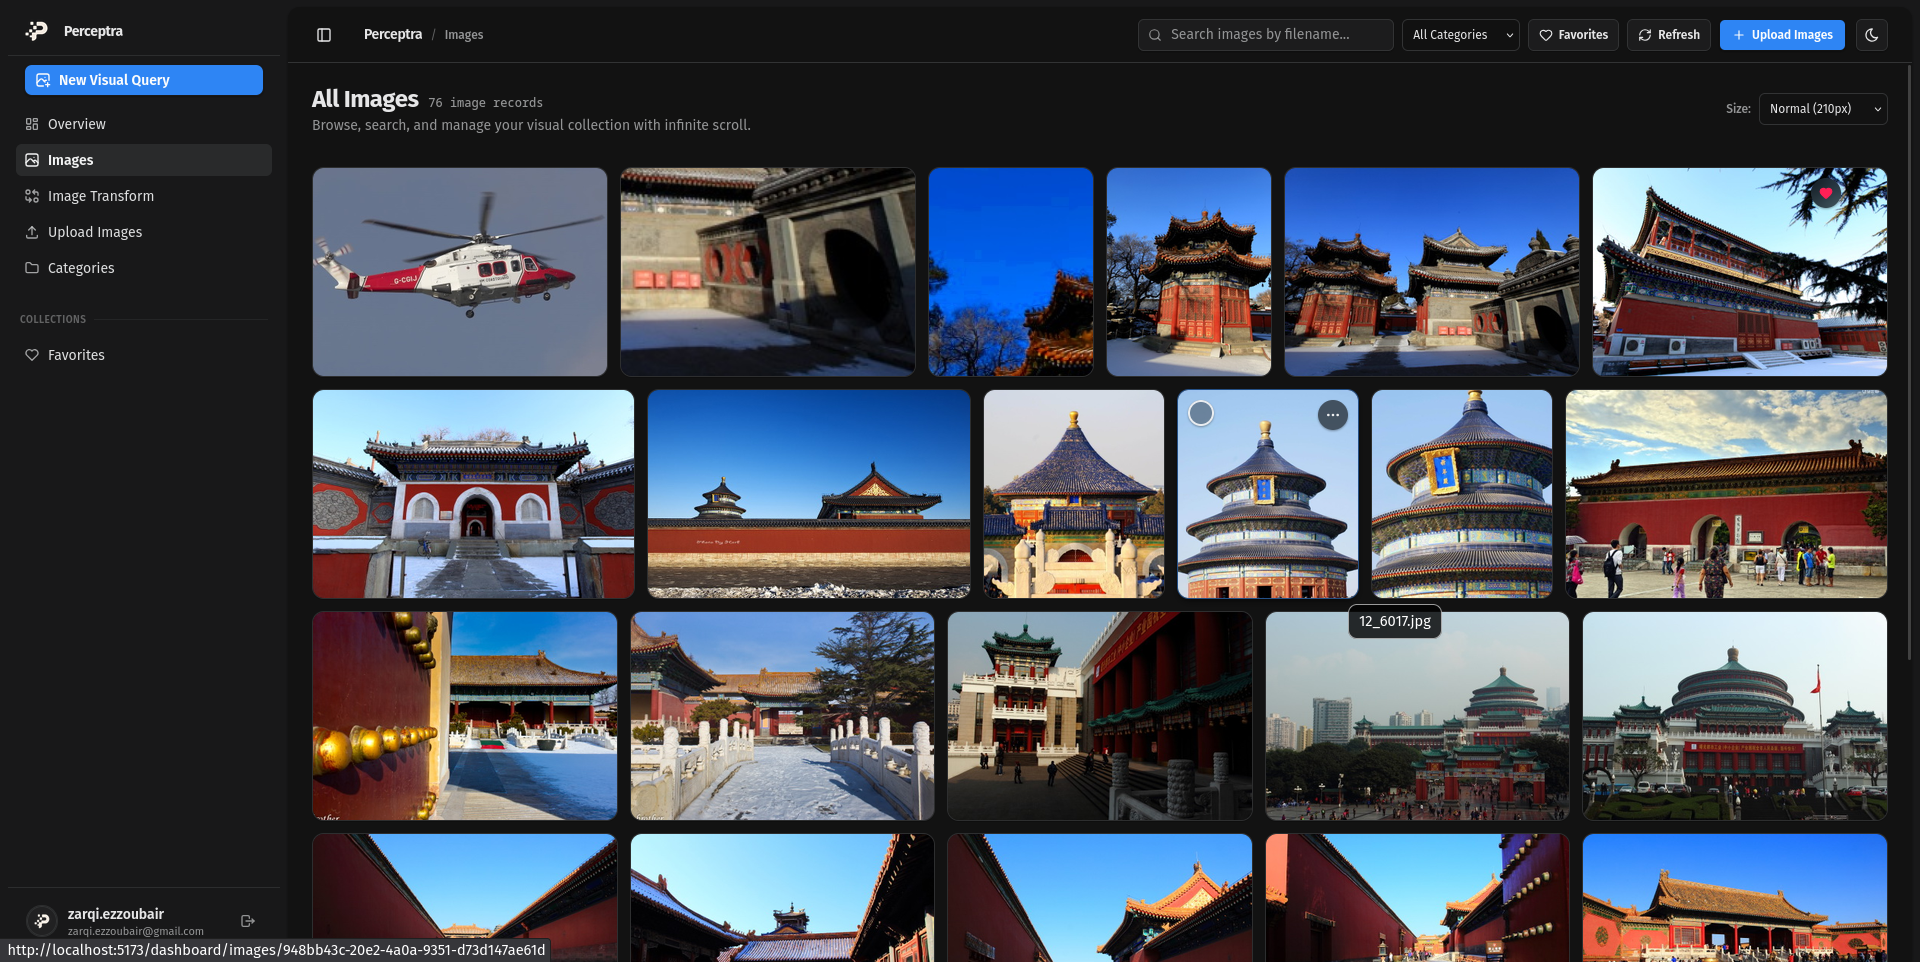 Perceptra
New Visual Query
Overview
Images
Image Transform
Upload Images
Categories
COLLECTIONS
Favorites
zarqi.ezzoubair
zarqi.ezzoubair@gmail.com
http://localhost:5173/dashboard/images/948bb43c-20e2-4a0a-9351-d73d147ae61d
Perceptra / Images
Search images by filename...
All Categories
Favorites
Refresh
Upload Images
All Images 76 image records
Browse, search, and manage your visual collection with infinite scroll.
Size: Normal (210px)
G-CGIJ
12_6017.jpg